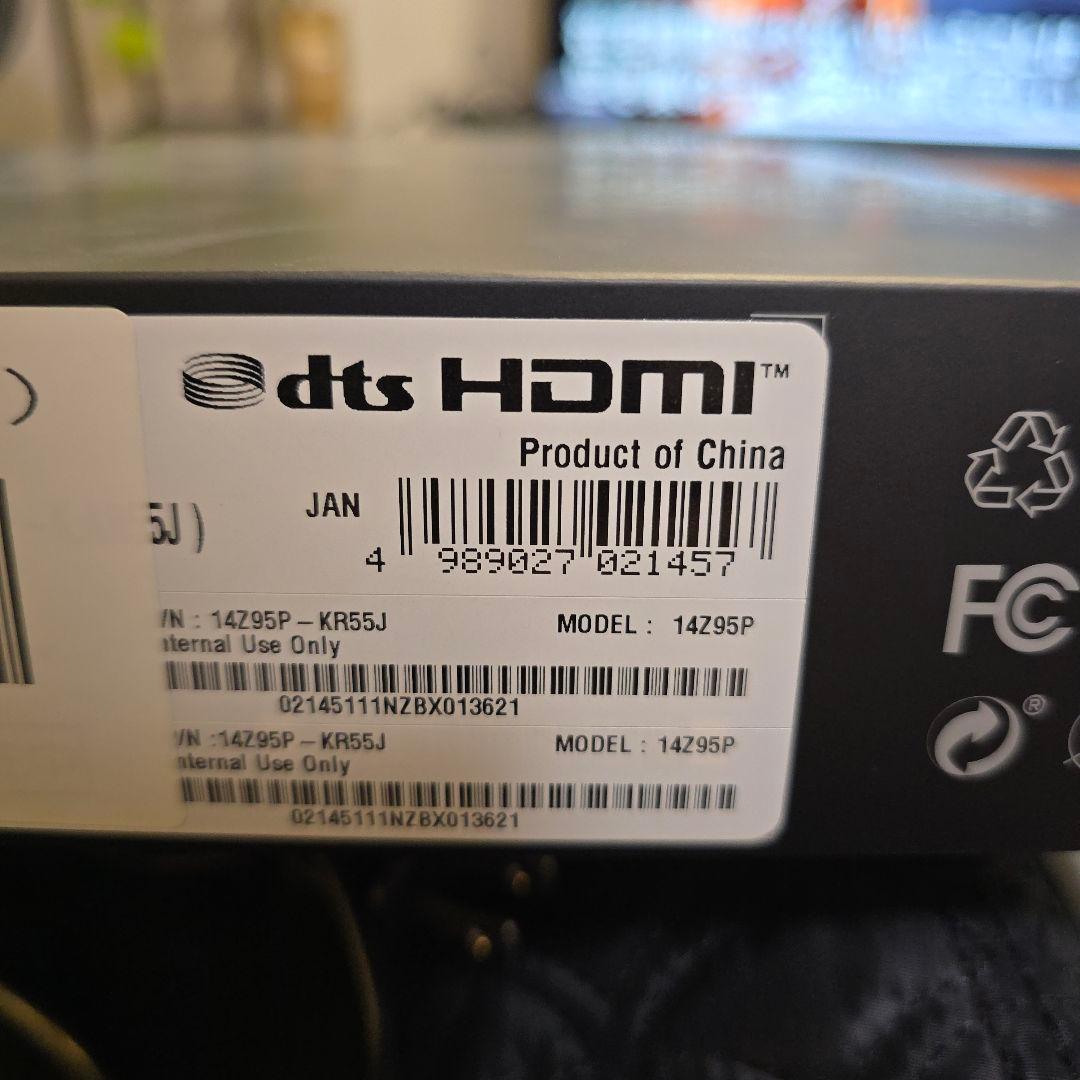 dts HDMI™
Product of China
JAN
5J )
4 989027 021457
/N : 14Z95P – KR55J MODEL : 14Z95P
nternal Use Only
02145111NZBX013621
/N :14Z95P – KR55J MODEL : 14Z95P
nternal Use Only
02145111NZBX013621
)
FC
®